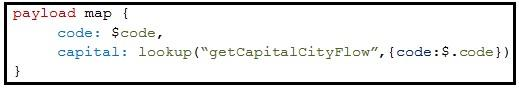 payload map {
code: $code,
capital: lookup(“getCapitalCityFlow”,{code:$.code})
}